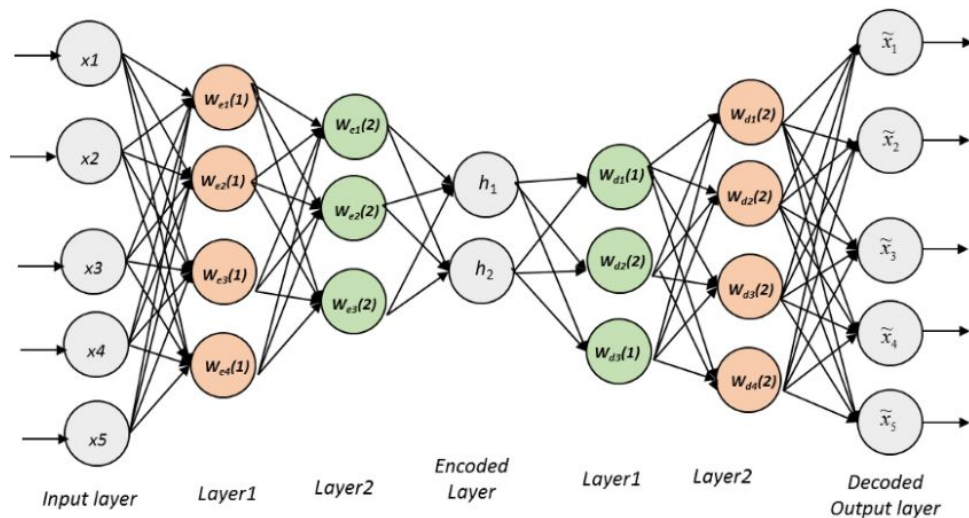 x1
x2
x3
x4
x5
We1(1)
We2(1)
We3(1)
We4(1)
We1(2)
We2(2)
We3(2)
h1
h2
Wd1(1)
Wd2(2)
Wd3(1)
Wd1(2)
Wd2(2)
Wd3(2)
Wd4(2)
x̃1
x̃2
x̃3
x̃4
x̃5
Input layer
Layer1
Layer2
Encoded
Layer
Layer1
Layer2
Decoded
Output layer